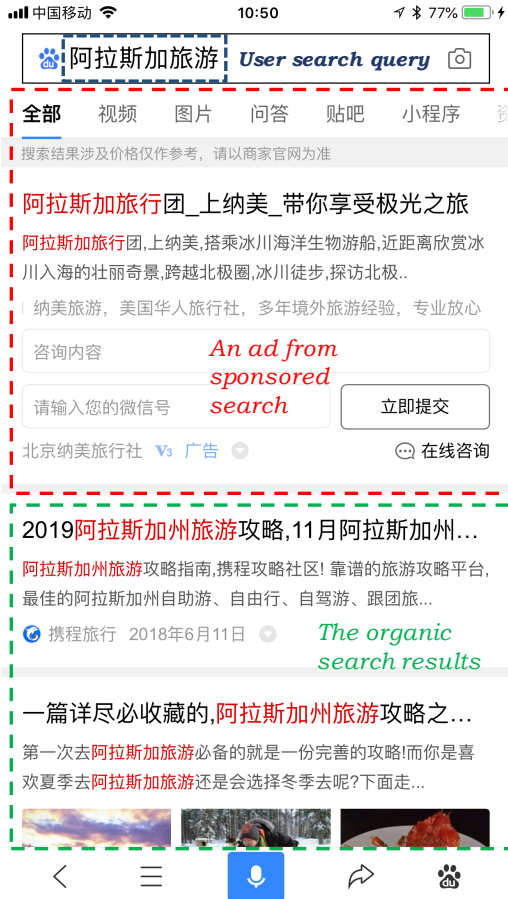 中国移动 10:50 77%
du 阿拉斯加旅游 User search query
全部 视频 图片 问答 贴吧 小程序
搜索结果涉及价格仅作参考，请以商家官网为准
阿拉斯加旅行团_上纳美_带你享受极光之旅
阿拉斯加旅行团,上纳美,搭乘冰川海洋生物游船,近距离欣赏冰
川入海的壮丽奇景,跨越北极圈,冰川徒步,探访北极..
纳美旅游，美国华人旅行社，多年境外旅游经验，专业放心
咨询内容
An ad from
sponsored
search
请输入您的微信号 立即提交
北京纳美旅行社 V3 广告 在线咨询
2019阿拉斯加州旅游攻略,11月阿拉斯加州...
阿拉斯加州旅游攻略指南,携程攻略社区! 靠谱的旅游攻略平台,
最佳的阿拉斯加州自助游、自由行、自驾游、跟团旅...
携程旅行 2018年6月11日
The organic
search results
一篇详尽必收藏的,阿拉斯加州旅游攻略之...
第一次去阿拉斯加旅游必备的就是一份完善的攻略!而你是喜
欢夏季去阿拉斯加旅游还是会选择冬季去呢?下面走...
du